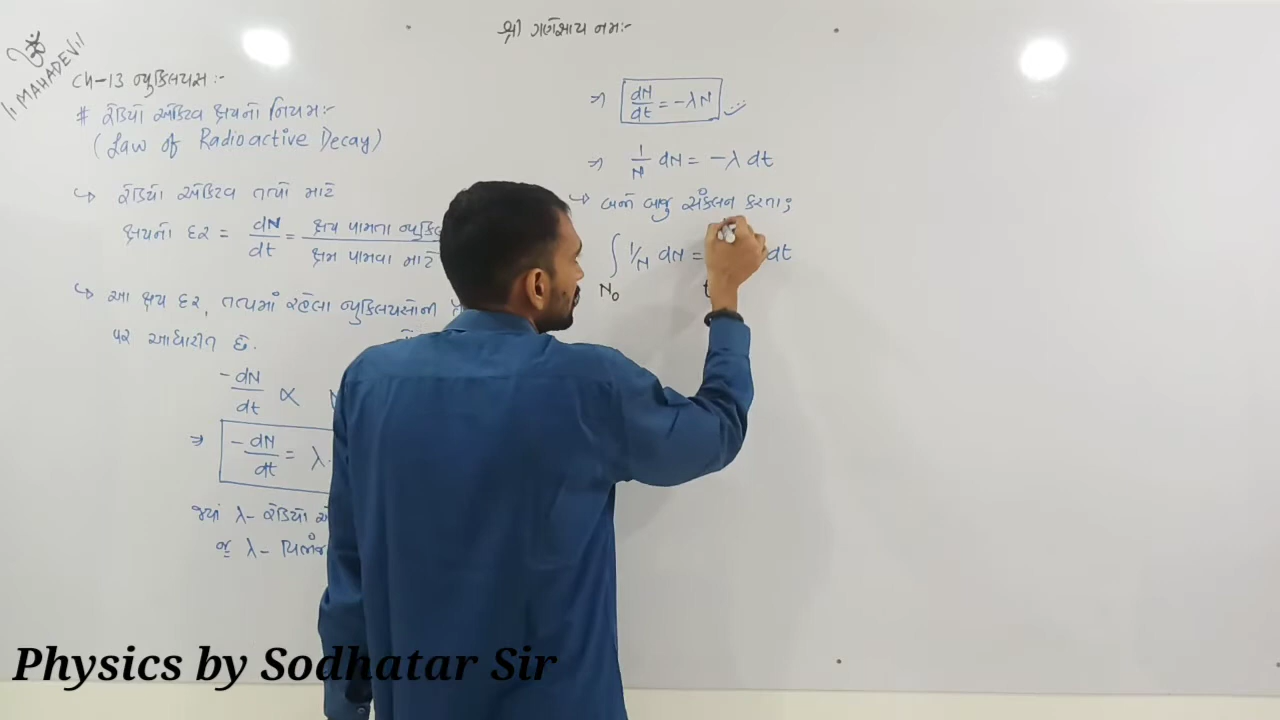 શ્રી ગણેશાય નમઃ-
ૐ
।। MAHADEV ।।
Ch-13 ન્યુક્લિયસ :-
# રેડિયો એક્ટિવ ક્ષયનો નિયમ:-
(Law of Radioactive Decay)
↳ રેડિયો એક્ટિવ તત્વો માટે
ક્ષયનો દર = dN/dt = ક્ષય પામતા / ક્ષય પામવા માટે
↳ આ ક્ષય દર, તત્વમાં રહેલા ન્યુક્લિયસોની
પર આધારીત છે.
-dN/dt ∝
⇒ -dN/dt = λ.
જ્યાં λ - રેડિયો
λ -
⇒ dN/dt = -λN
⇒ 1/N dN = -λ dt
↳ બંને બાજુ સંકલન કરતા;
∫ 1/N dN = dt
N₀ t
Physics by Sodhatar Sir